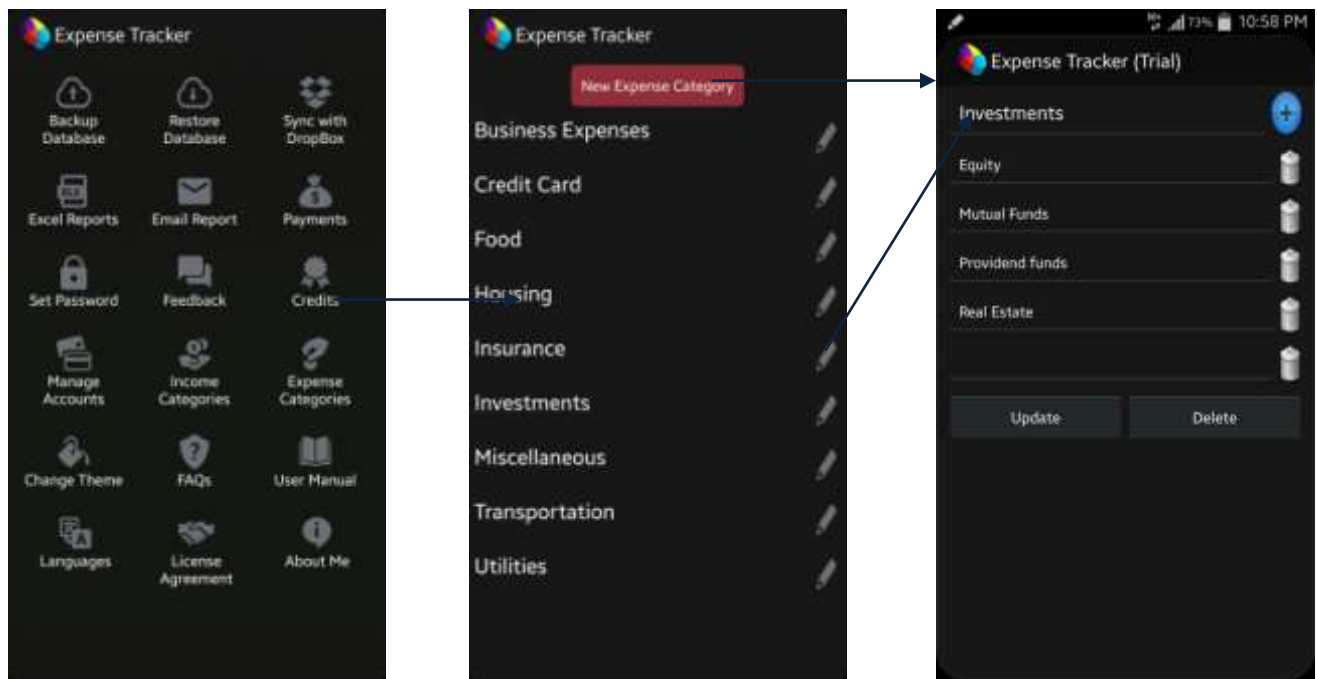 Expense Tracker
Backup
Database
Restore
Database
Sync with
DropBox
Excel Reports
Email Report
Payments
Set Password
Feedback
Credits
Manage
Accounts
Income
Categories
Expense
Categories
Change Theme
FAQs
User Manual
Languages
License
Agreement
About Me
Expense Tracker
New Expense Category
Business Expenses
Credit Card
Food
Housing
Insurance
Investments
Miscellaneous
Transportation
Utilities
73% 10:58 PM
Expense Tracker (Trial)
Investments
Equity
Mutual Funds
Providend funds
Real Estate
Update Delete